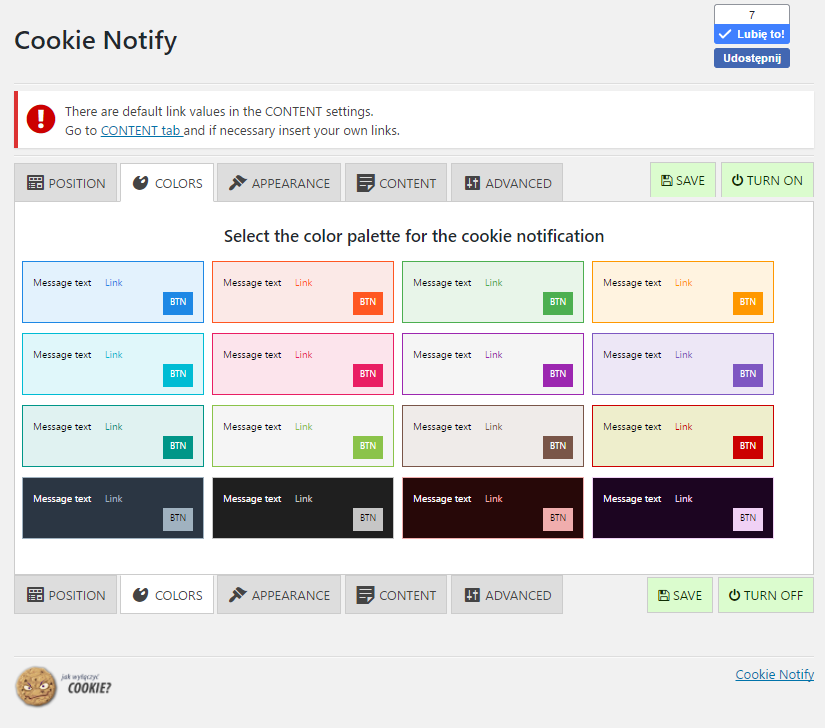 7
Cookie Notify
Lubię to!
Udostępnij
There are default link values in the CONTENT settings.
Go to CONTENT tab and if necessary insert your own links.
POSITION COLORS APPEARANCE CONTENT ADVANCED SAVE TURN ON
Select the color palette for the cookie notification
Message text Link Message text Link Message text Link Message text Link
BTN BTN BTN BTN
Message text Link Message text Link Message text Link Message text Link
BTN BTN BTN BTN
Message text Link Message text Link Message text Link Message text Link
BTN BTN BTN BTN
Message text Link Message text Link Message text Link Message text Link
BTN BTN BTN BTN
POSITION COLORS APPEARANCE CONTENT ADVANCED SAVE TURN OFF
jak wyłączyć Cookie Notify
COOKIE?